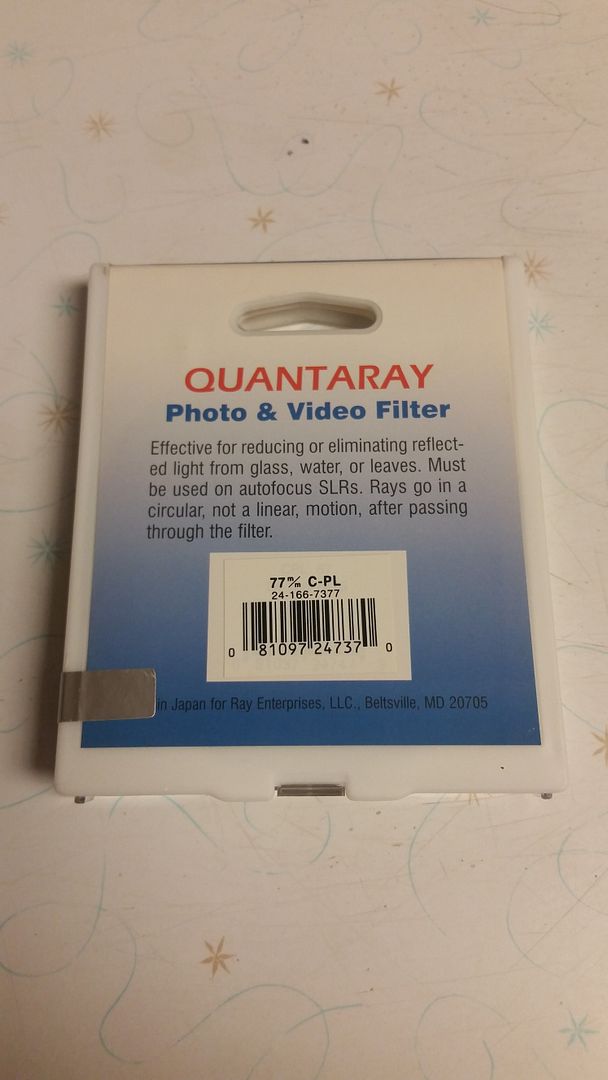 QUANTARAY
Photo & Video Filter
Effective for reducing or eliminating reflect-
ed light from glass, water, or leaves. Must
be used on autofocus SLRs. Rays go in a
circular, not a linear, motion, after passing
through the filter.
77 m/m C-PL
24-166-7377
0 81097 24737 0
in Japan for Ray Enterprises, LLC., Beltsville, MD 20705